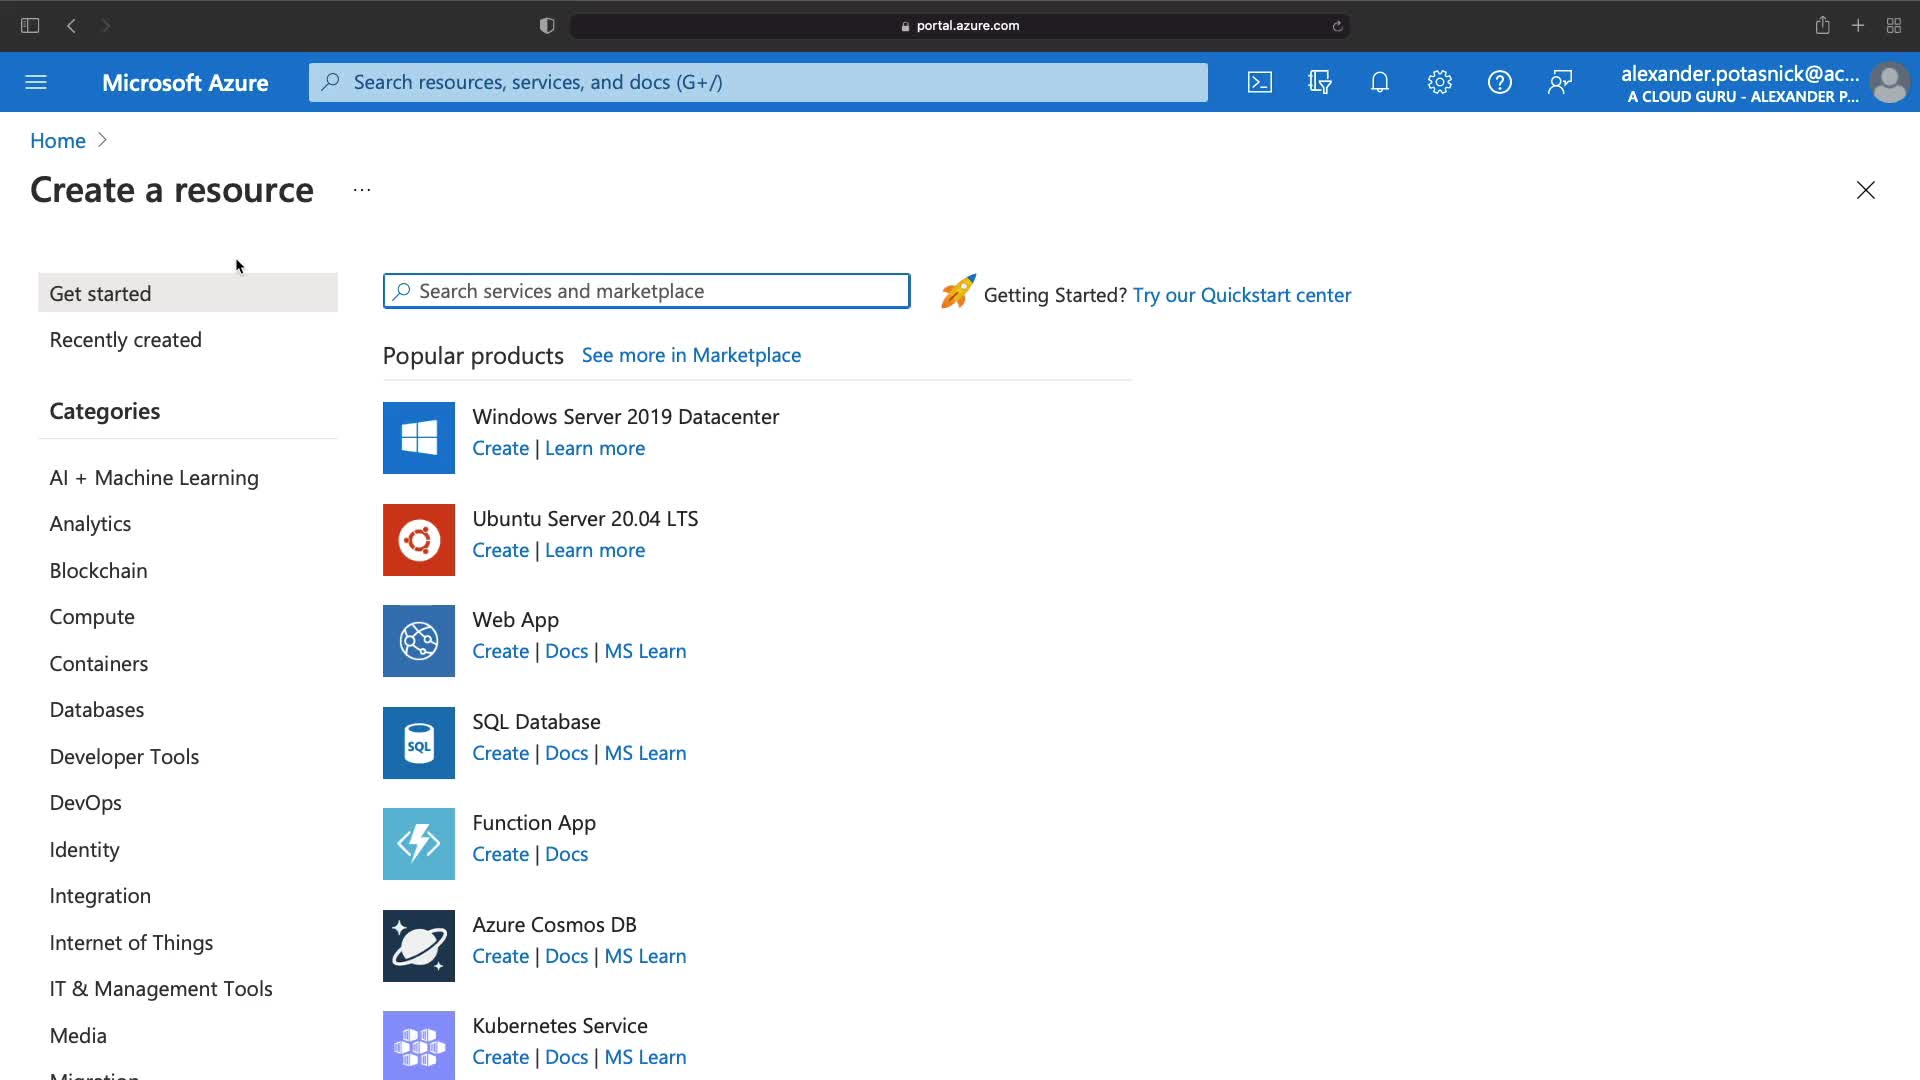 portal.azure.com
Microsoft Azure
Search resources, services, and docs (G+/)
alexander.potasnick@ac...
A CLOUD GURU - ALEXANDER P...
Home
Create a resource
...
Get started
Recently created
Categories
AI + Machine Learning
Analytics
Blockchain
Compute
Containers
Databases
Developer Tools
DevOps
Identity
Integration
Internet of Things
IT & Management Tools
Media
Migration
Search services and marketplace
Getting Started? Try our Quickstart center
Popular products See more in Marketplace
Windows Server 2019 Datacenter
Create | Learn more
Ubuntu Server 20.04 LTS
Create | Learn more
Web App
Create | Docs | MS Learn
SQL
SQL Database
Create | Docs | MS Learn
Function App
Create | Docs
Azure Cosmos DB
Create | Docs | MS Learn
Kubernetes Service
Create | Docs | MS Learn